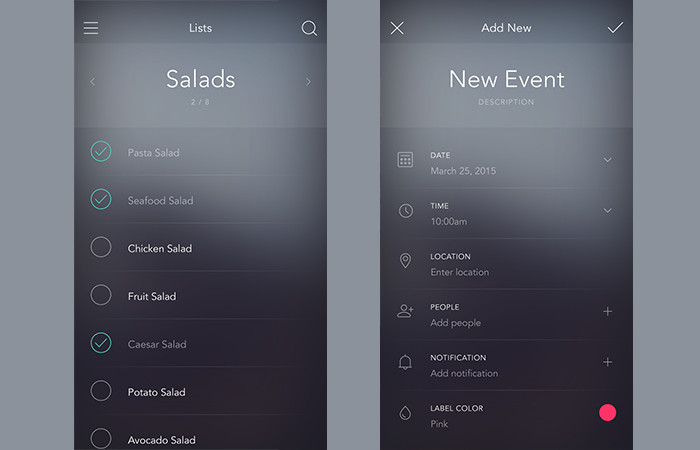 Lists
Salads
2 / 8
Pasta Salad
Seafood Salad
Chicken Salad
Fruit Salad
Caesar Salad
Potato Salad
Avocado Salad
Add New
New Event
DESCRIPTION
DATE
March 25, 2015
TIME
10:00am
LOCATION
Enter location
PEOPLE
Add people
NOTIFICATION
Add notification
LABEL COLOR
Pink